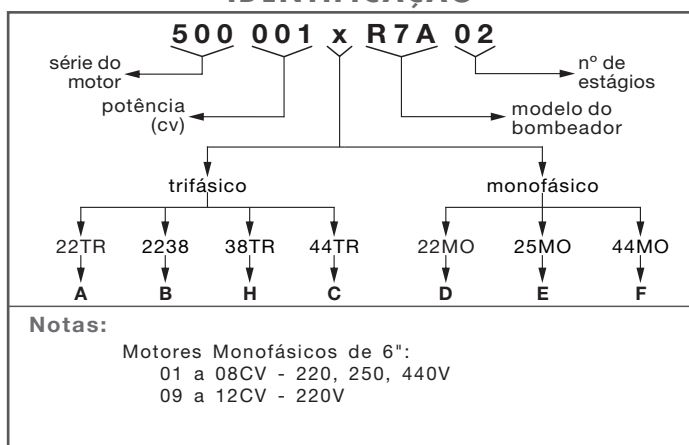 IDENTIFICAÇÃO
500 001 x R7A 02
série do
motor
nº de
estágios
potência
(cv)
modelo do
bombeador
trifásico monofásico
22TR 2238 38TR 44TR 22MO 25MO 44MO
A B H C D E F
Notas:
Motores Monofásicos de 6":
01 a 08CV - 220, 250, 440V
09 a 12CV - 220V